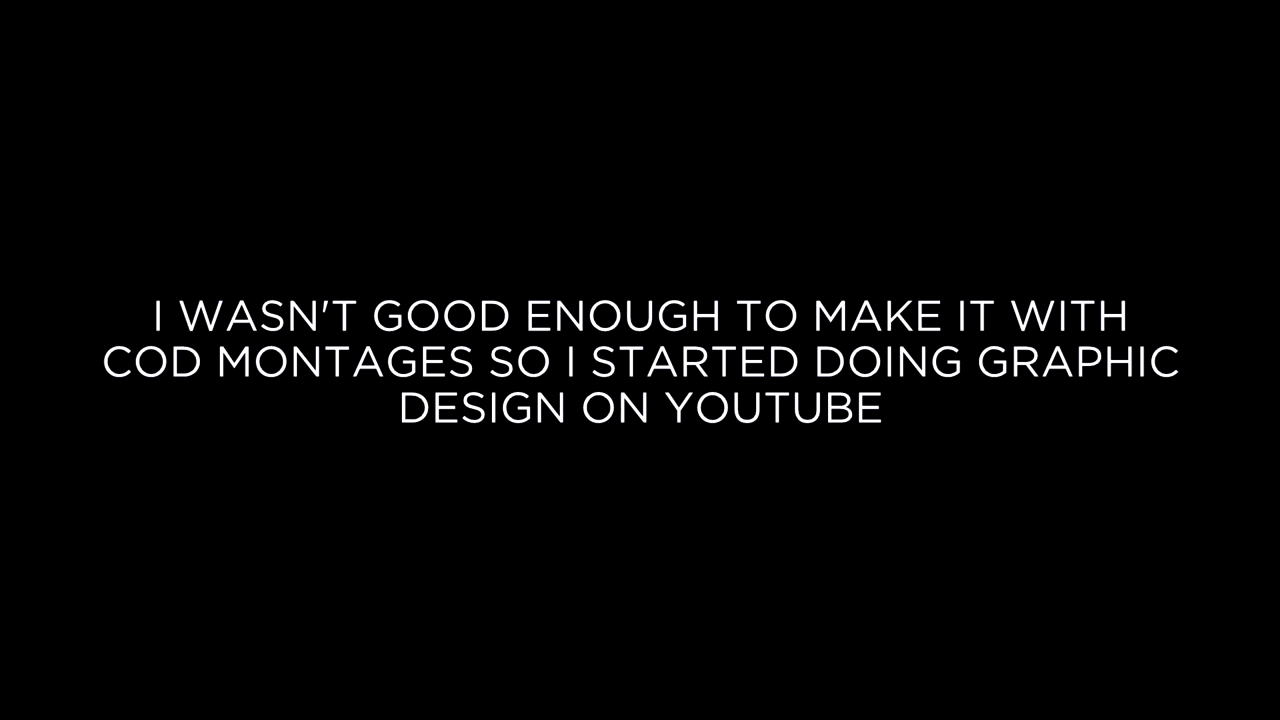 I WASN'T GOOD ENOUGH TO MAKE IT WITH
COD MONTAGES SO I STARTED DOING GRAPHIC
DESIGN ON YOUTUBE